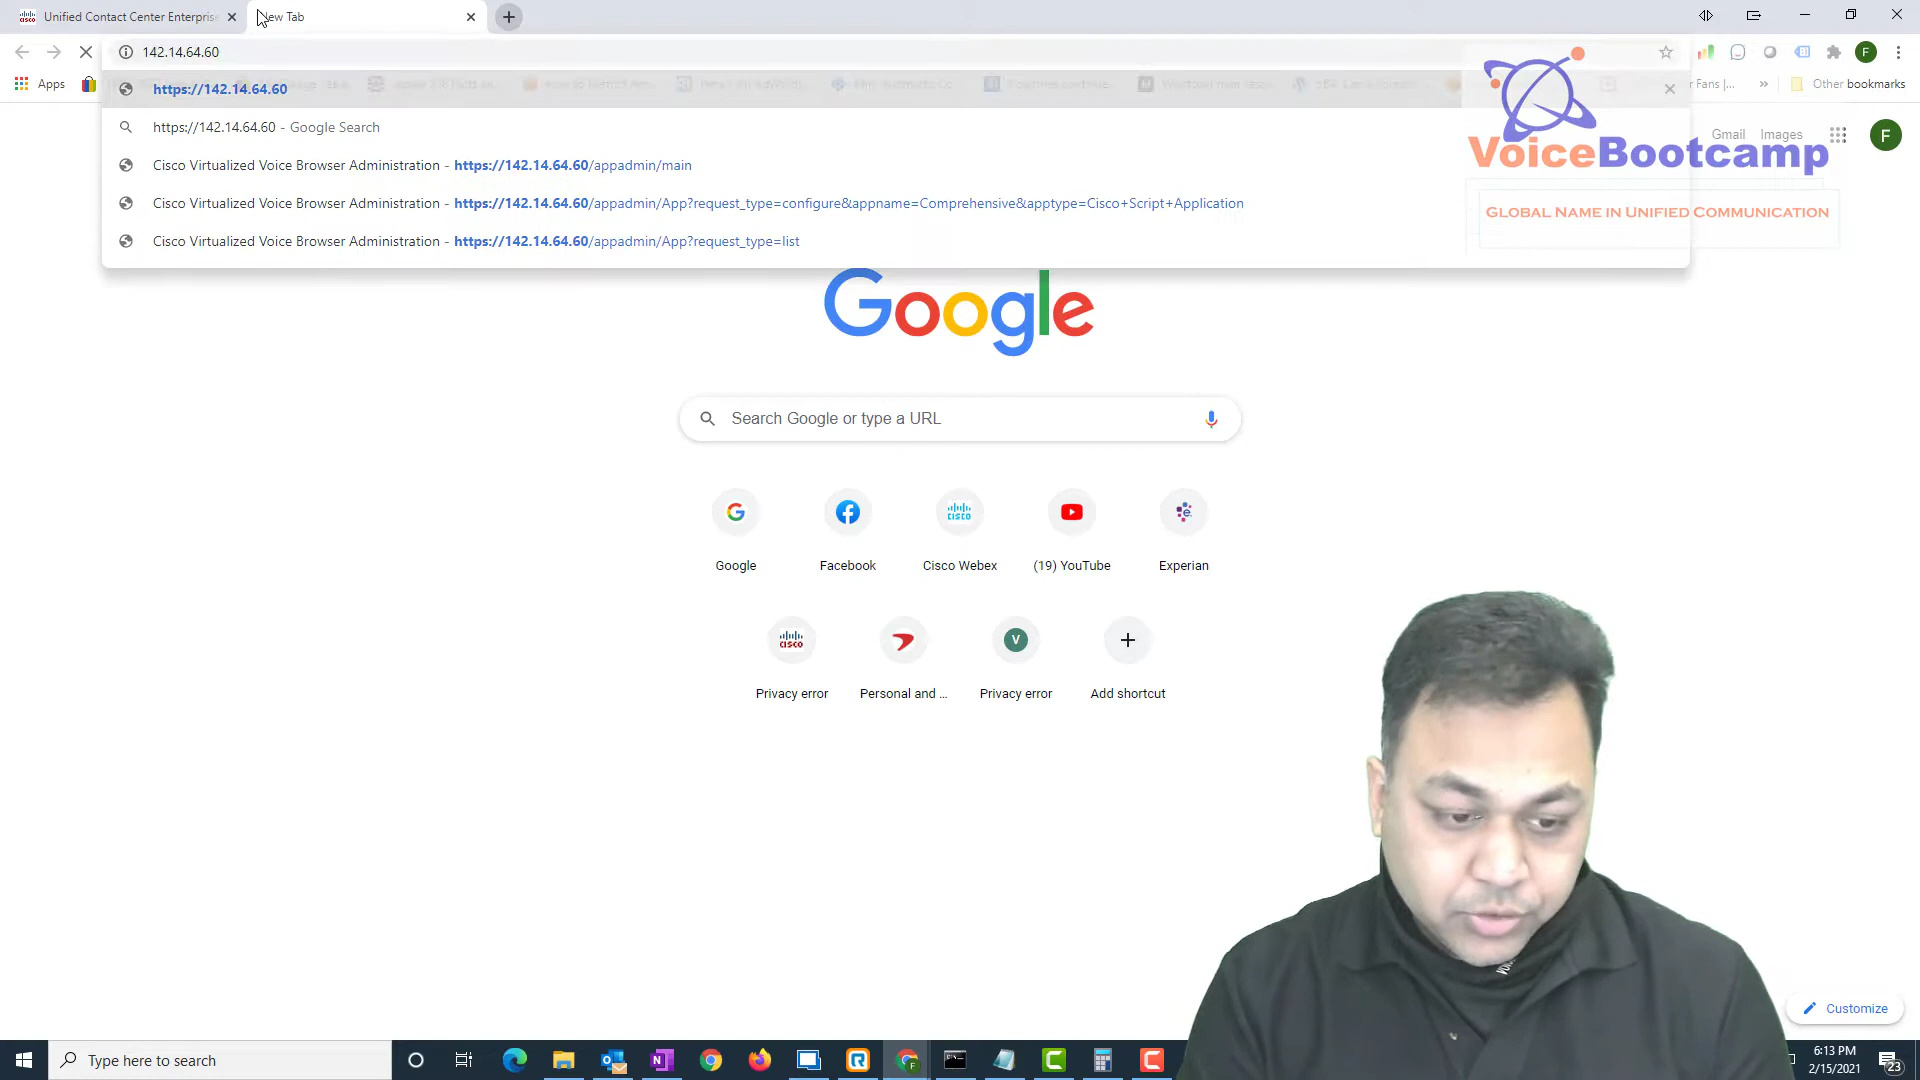 Unified Contact Center Enterpris
New Tab
142.14.64.60
Apps
Fans |...
»
Other bookmarks
https://142.14.64.60
https://142.14.64.60 - Google Search
Cisco Virtualized Voice Browser Administration - https://142.14.64.60/appadmin/main
Cisco Virtualized Voice Browser Administration - https://142.14.64.60/appadmin/App?request_type=configure&appname=Comprehensive&apptype=Cisco+Script+Application
Cisco Virtualized Voice Browser Administration - https://142.14.64.60/appadmin/App?request_type=list
Gmail Images
F
VoiceBootcamp
GLOBAL NAME IN UNIFIED COMMUNICATION
Google
Search Google or type a URL
Google
Facebook
Cisco Webex
(19) YouTube
Experian
Privacy error
Personal and ...
Privacy error
Add shortcut
Customize
Type here to search
6:13 PM
2/15/2021
23